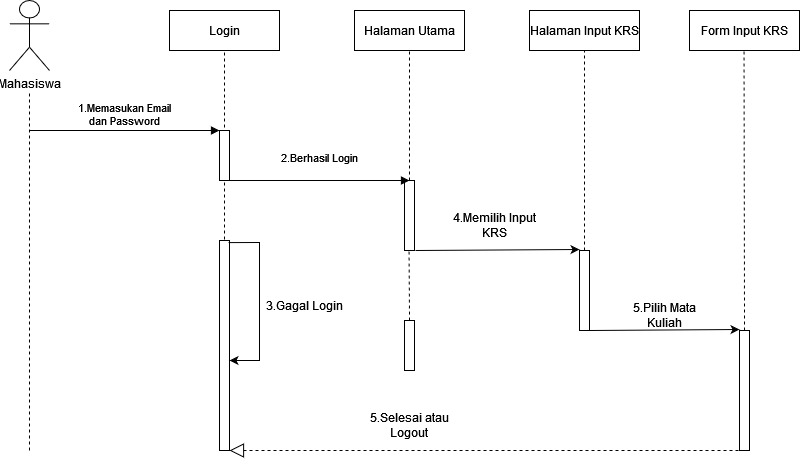 Login
Halaman Utama
Halaman Input KRS
Form Input KRS
Mahasiswa
1.Memasukan Email
dan Password
2.Berhasil Login
4.Memilih Input
KRS
3.Gagal Login
5.Pilih Mata
Kuliah
5.Selesai atau
Logout